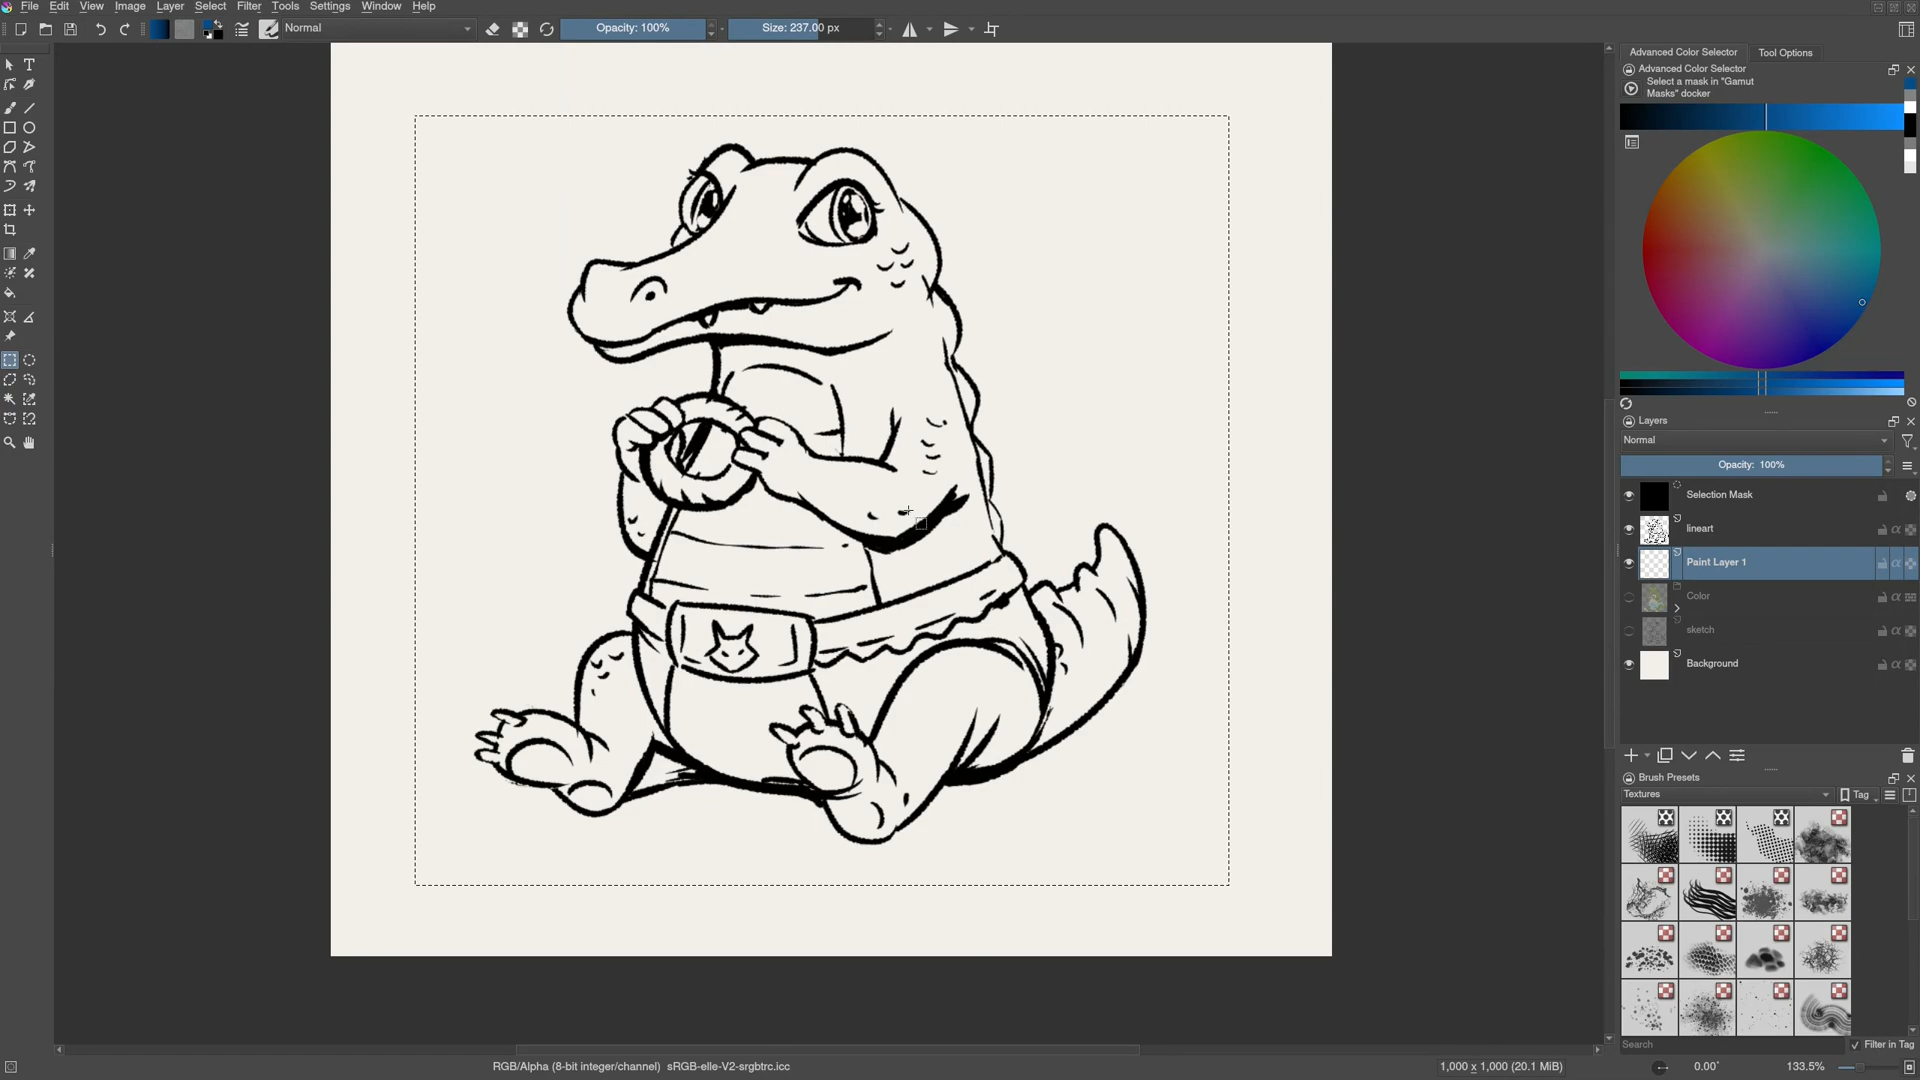 File Edit View Image Layer Select Filter Tools Settings Window Help
Normal
Opacity: 100%
Size: 237.00 px
Advanced Color Selector
Tool Options
Advanced Color Selector
Select a mask in "Gamut
Masks" docker
Layers
Normal
Opacity: 100%
Selection Mask
lineart
Paint Layer 1
Color
sketch
Background
Brush Presets
Textures
Tag
Search
Filter in Tag
RGB/Alpha (8-bit integer/channel) sRGB-elle-V2-srgbtrc.icc
1,000 x 1,000 (20.1 MiB)
0.00°
133.5%